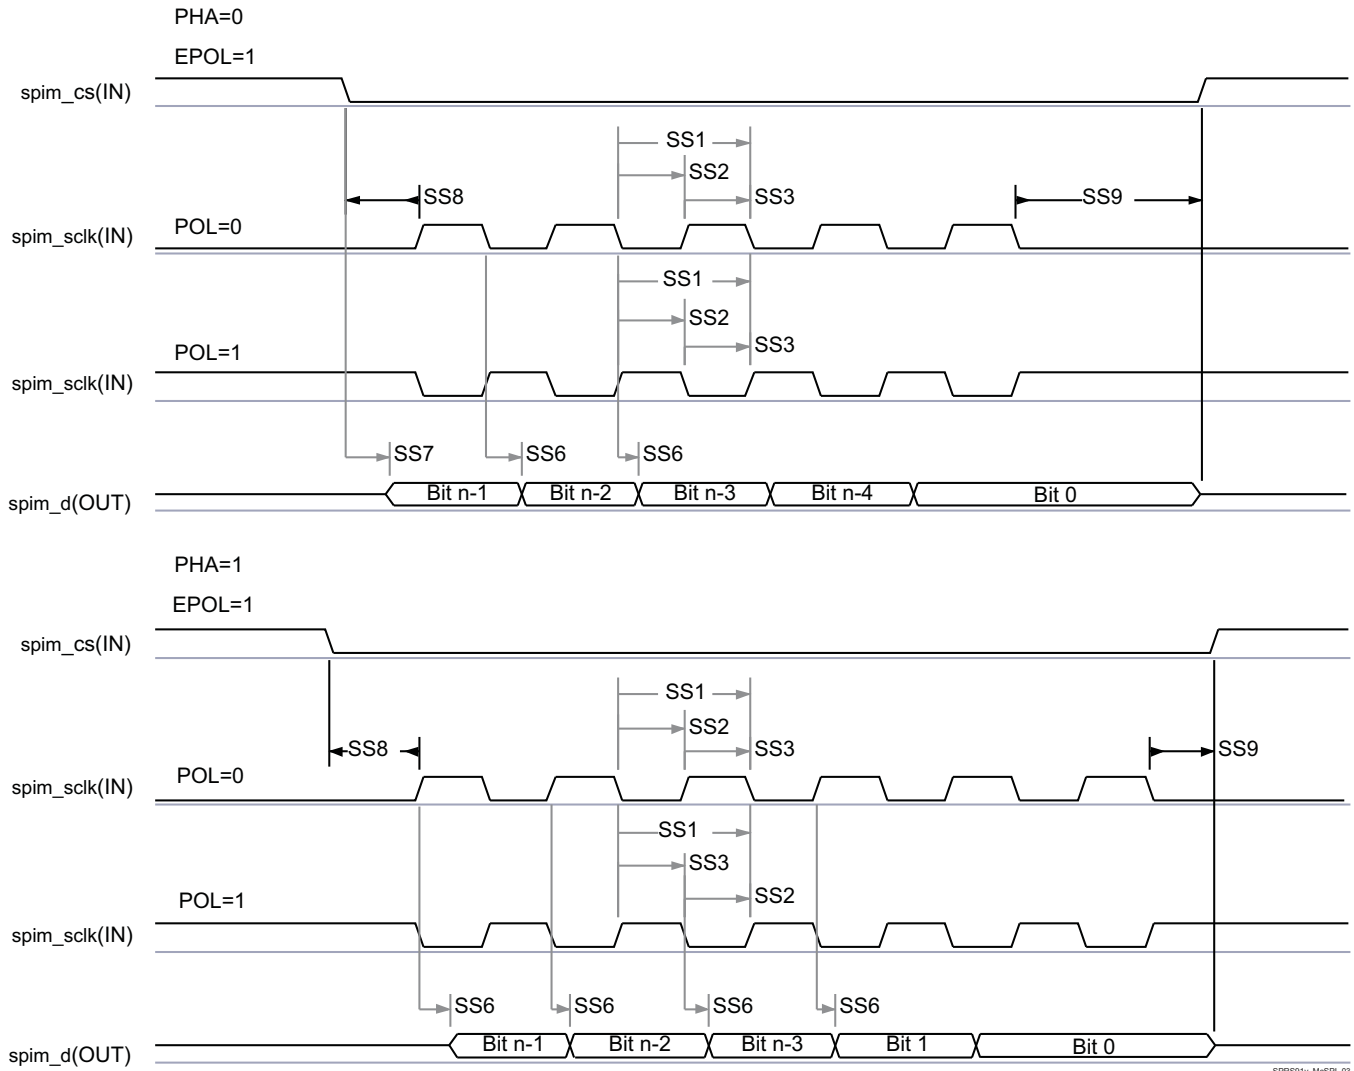 PHA=0
EPOL=1
spim_cs(IN)
SS1
SS2
SS8
SS3
SS9
POL=0
spim_sclk(IN)
SS1
SS2
SS3
POL=1
spim_sclk(IN)
SS7
SS6
SS6
spim_d(OUT)
Bit n-1
Bit n-2
Bit n-3
Bit n-4
Bit 0
PHA=1
EPOL=1
spim_cs(IN)
SS1
SS2
SS8
SS3
SS9
POL=0
spim_sclk(IN)
SS1
SS3
SS2
POL=1
spim_sclk(IN)
SS6
SS6
SS6
SS6
spim_d(OUT)
Bit n-1
Bit n-2
Bit n-3
Bit 1
Bit 0